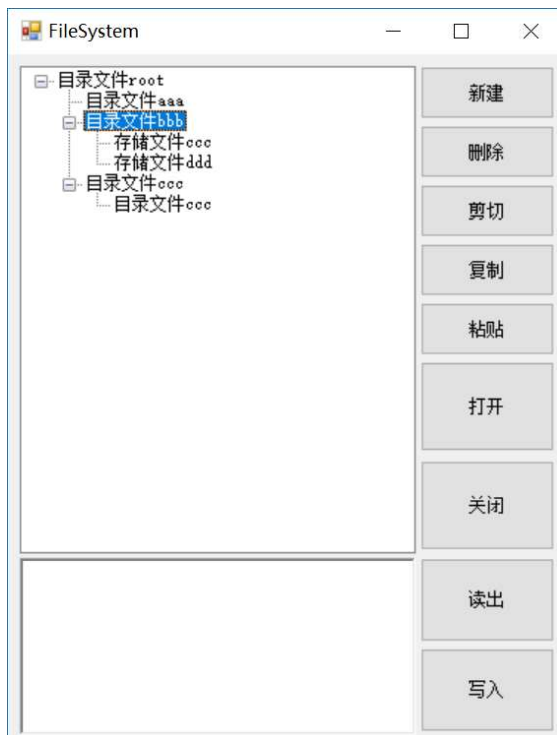 FileSystem
目录文件root
目录文件aaa
目录文件bbb
存储文件ccc
存储文件ddd
目录文件ccc
目录文件ccc
新建
删除
剪切
复制
粘贴
打开
关闭
读出
写入